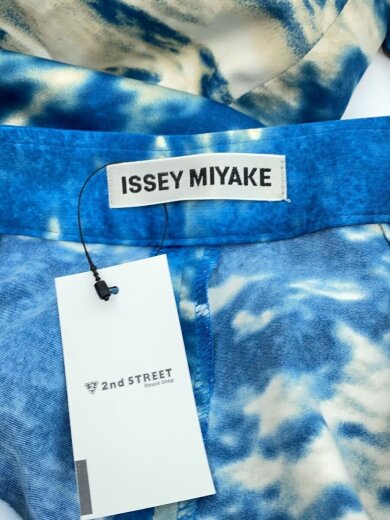 ISSEY MIYAKE
2nd STREET
Reuse Shop